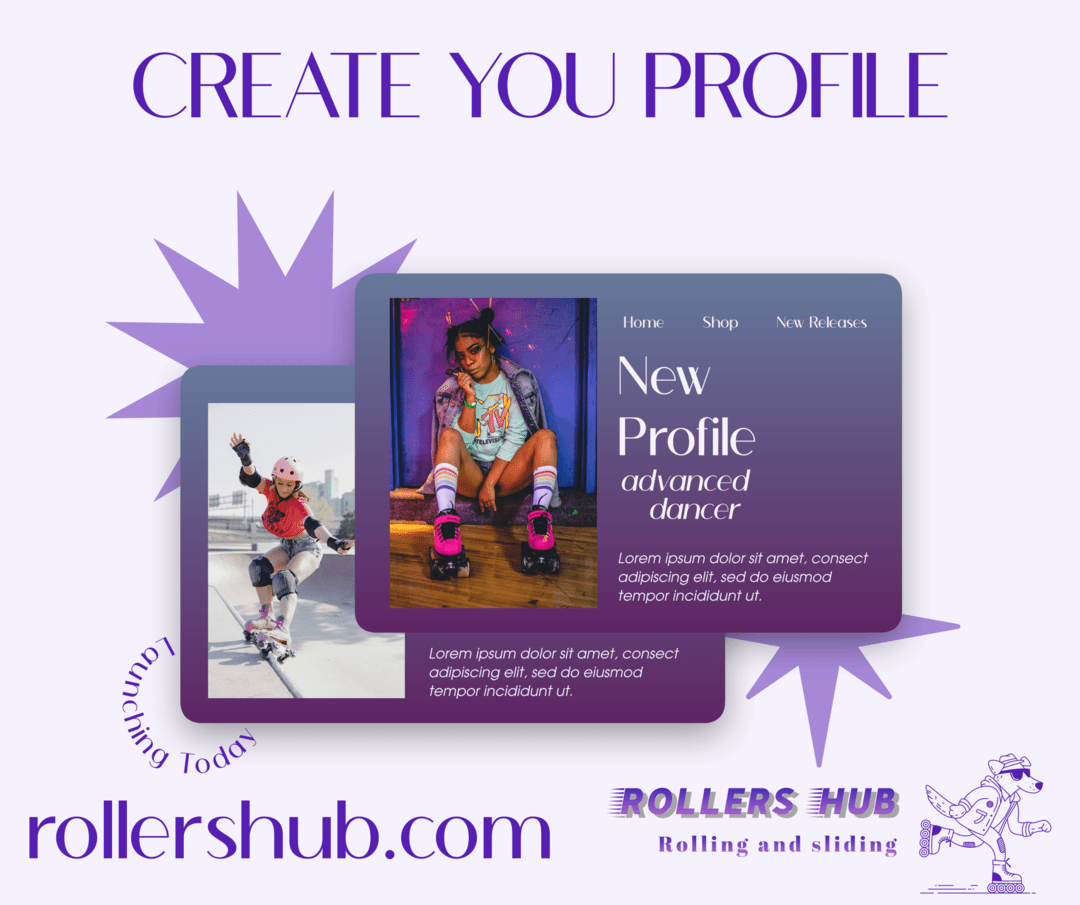 CREATE YOU PROFILE
Home Shop New Releases
New
Profile
advanced
dancer
TELEVISION
Lorem ipsum dolor sit amet, consect
adipiscing elit, sed do eiusmod
tempor incididunt ut.
Lorem ipsum dolor sit amet, consect
adipiscing elit, sed do eiusmod
tempor incididunt ut.
Launching Today
rollershub.com
ROLLERS HUB
Rolling and sliding